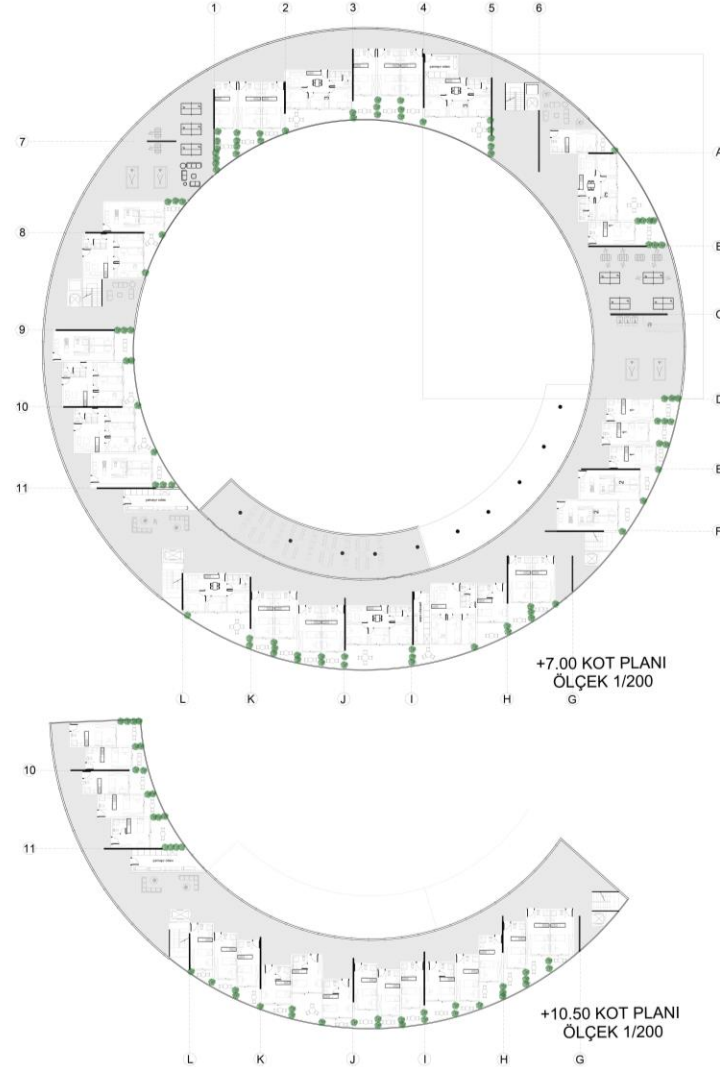 1 2 3 4 5 6
7
8
9
10
11
A
B
C
D
E
F
L K J I H G
+7.00 KOT PLANI
ÖLÇEK 1/200
10
11
L K J I H G
+10.50 KOT PLANI
ÖLÇEK 1/200